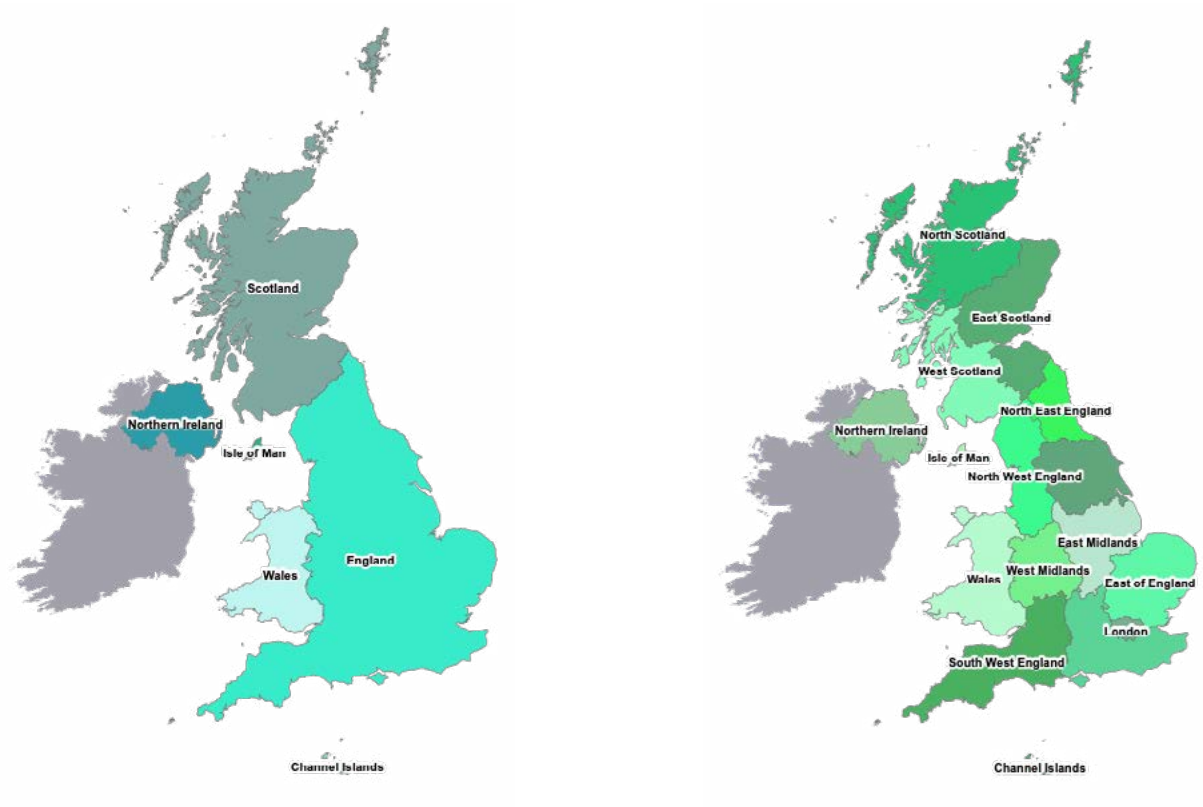 Scotland
Northern Ireland
Isle of Man
England
Wales
Channel Islands
North Scotland
East Scotland
West Scotland
North East England
Northern Ireland
Isle of Man
North West England
East Midlands
West Midlands
Wales
East of England
London
South West England
Channel Islands